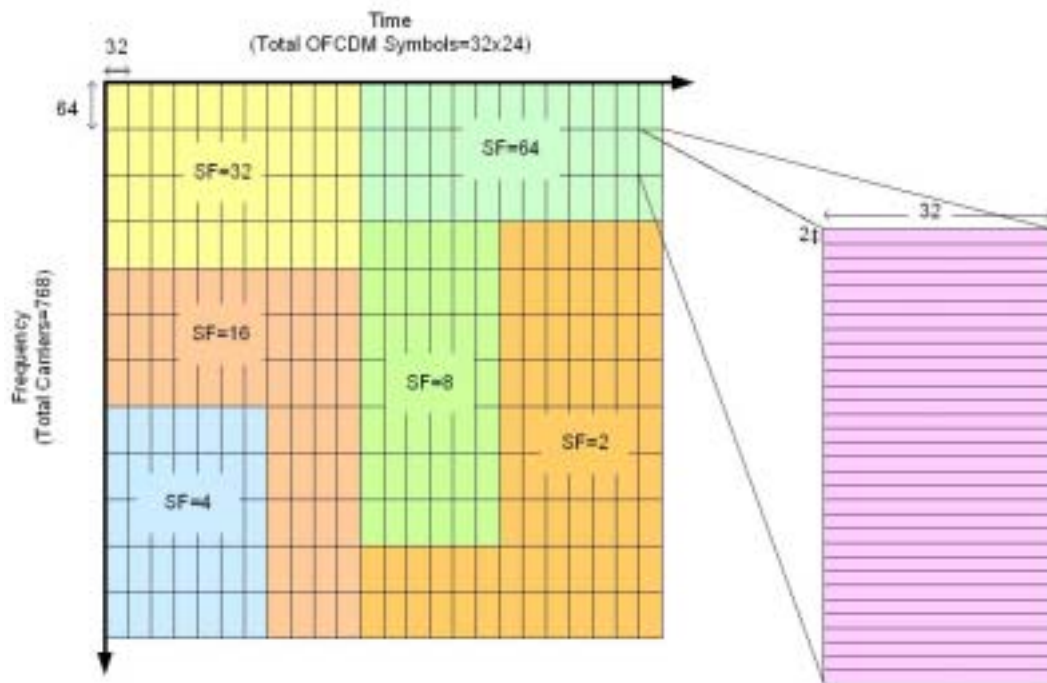 Time
(Total OFCDM Symbols=32x24)
32
64
SF=32
SF=64
32
2
SF=16
SF=8
Frequency
(Total Carriers=768)
SF=2
SF=4